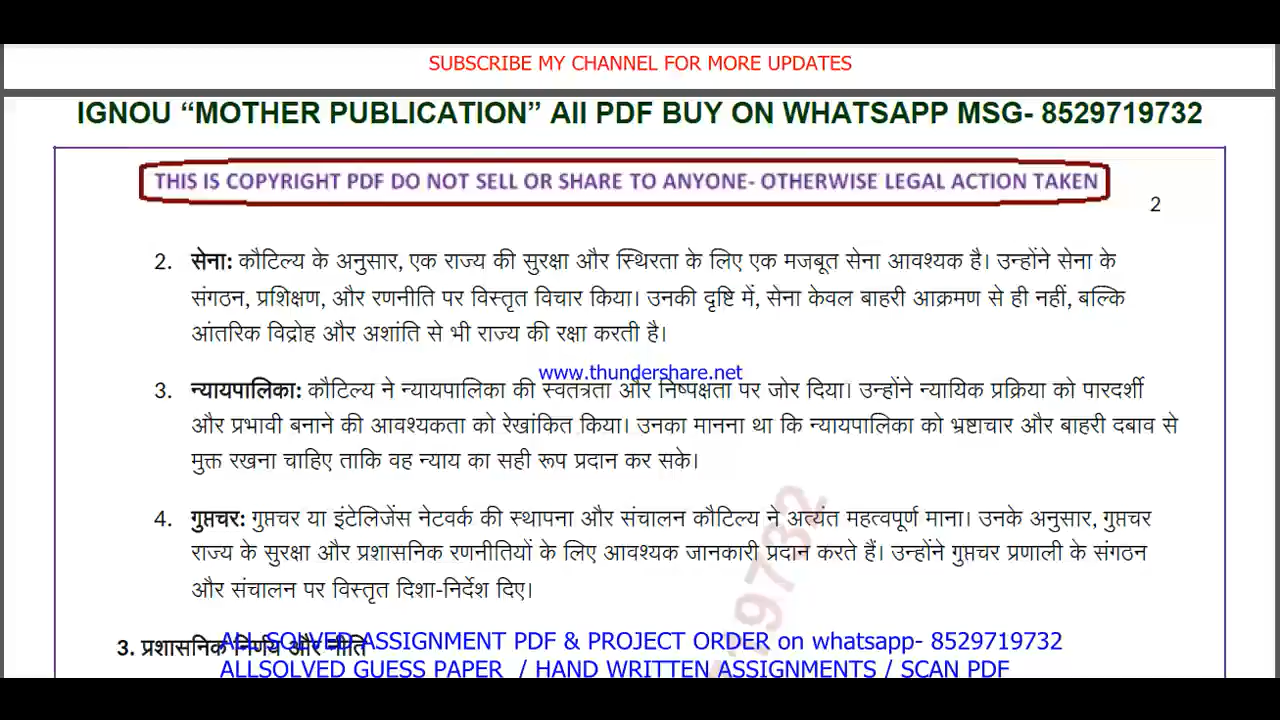 SUBSCRIBE MY CHANNEL FOR MORE UPDATES
IGNOU “MOTHER PUBLICATION” All PDF BUY ON WHATSAPP MSG- 8529719732
THIS IS COPYRIGHT PDF DO NOT SELL OR SHARE TO ANYONE- OTHERWISE LEGAL ACTION TAKEN
2
2. सेना: कौटिल्य के अनुसार, एक राज्य की सुरक्षा और स्थिरता के लिए एक मजबूत सेना आवश्यक है। उन्होंने सेना के
संगठन, प्रशिक्षण, और रणनीति पर विस्तृत विचार किया। उनकी दृष्टि में, सेना केवल बाहरी आक्रमण से ही नहीं, बल्कि
आंतरिक विद्रोह और अशांति से भी राज्य की रक्षा करती है।
www.thundershare.net
3. न्यायपालिका: कौटिल्य ने न्यायपालिका की स्वतंत्रता और निष्पक्षता पर जोर दिया। उन्होंने न्यायिक प्रक्रिया को पारदर्शी
और प्रभावी बनाने की आवश्यकता को रेखांकित किया। उनका मानना था कि न्यायपालिका को भ्रष्टाचार और बाहरी दबाव से
मुक्त रखना चाहिए ताकि वह न्याय का सही रूप प्रदान कर सके।
4. गुप्तचर: गुप्तचर या इंटेलिजेंस नेटवर्क की स्थापना और संचालन कौटिल्य ने अत्यंत महत्वपूर्ण माना। उनके अनुसार, गुप्तचर
राज्य के सुरक्षा और प्रशासनिक रणनीतियों के लिए आवश्यक जानकारी प्रदान करते हैं। उन्होंने गुप्तचर प्रणाली के संगठन
और संचालन पर विस्तृत दिशा-निर्देश दिए।
19732
3. प्रशासनिक निर्णय और नीति
ALL SOLVED ASSIGNMENT PDF & PROJECT ORDER on whatsapp- 8529719732
ALLSOLVED GUESS PAPER / HAND WRITTEN ASSIGNMENTS / SCAN PDF